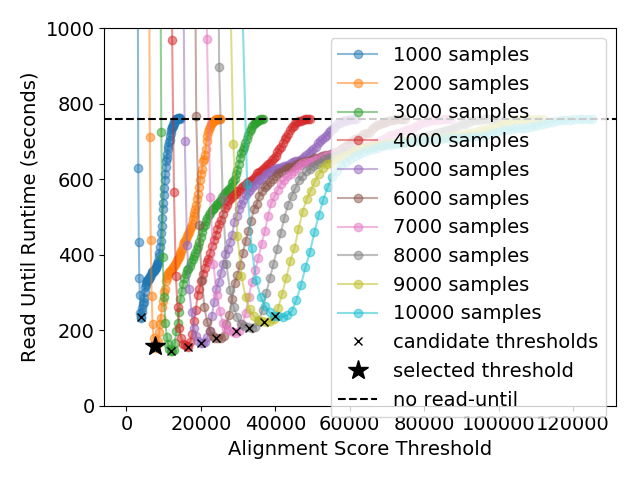 1000
800
600
400
200
0
Read Until Runtime (seconds)
1000 samples
2000 samples
3000 samples
4000 samples
5000 samples
6000 samples
7000 samples
8000 samples
9000 samples
10000 samples
candidate thresholds
selected threshold
no read-until
0 20000 40000 60000 80000 100000 120000
Alignment Score Threshold